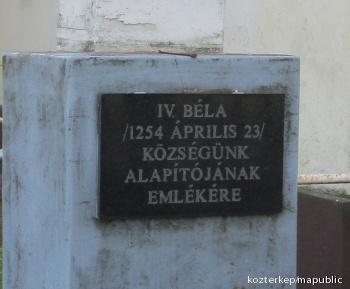 IV. BÉLA
/1254 ÁPRILIS 23/
KÖZSÉGÜNK
ALAPÍTÓJÁNAK
EMLÉKÉRE
kozterkep/mapublic